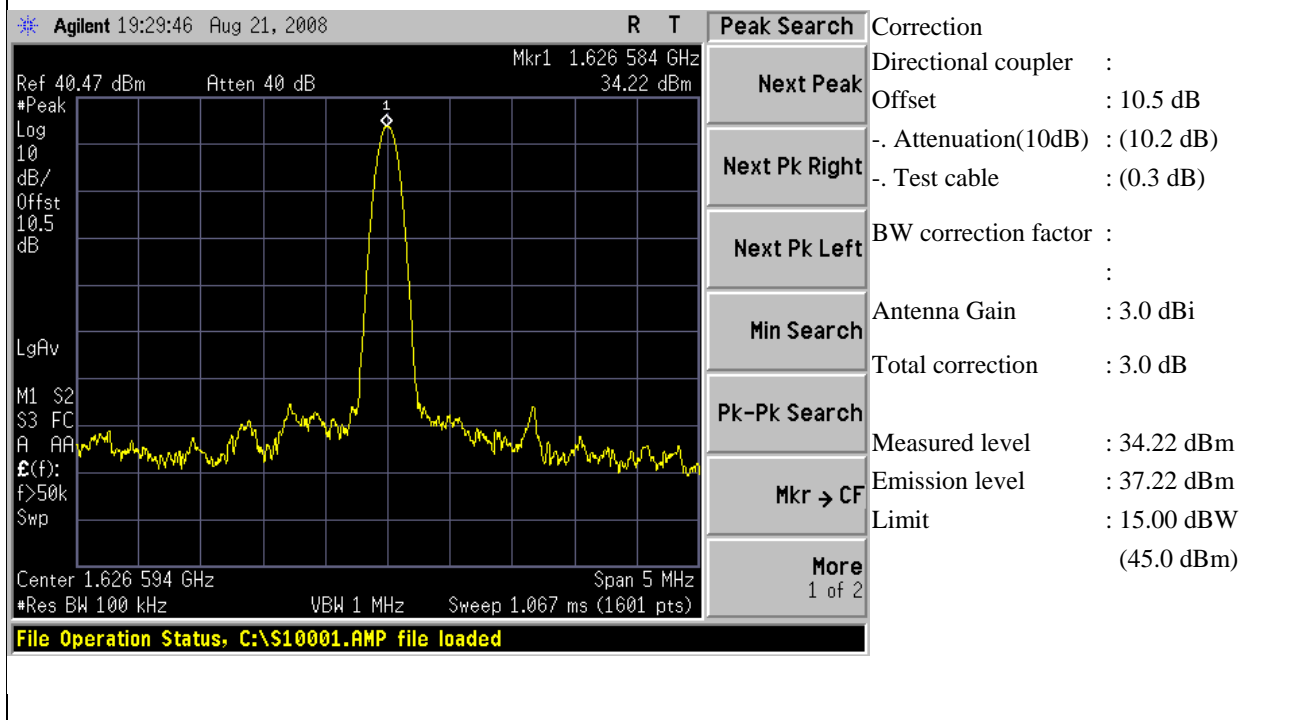 Agilent 19:29:46 Aug 21, 2008 R T
Mkr1 1.626 584 GHz
Ref 40.47 dBm Atten 40 dB 34.22 dBm
#Peak
Log
10
dB/
Offst
10.5
dB
LgAv
M1 S2
S3 FC
A AA
£(f):
f>50k
Swp
1
Center 1.626 594 GHz Span 5 MHz
#Res BW 100 kHz VBW 1 MHz Sweep 1.067 ms (1601 pts)
File Operation Status, C:\S10001.AMP file loaded
Peak Search
Next Peak
Next Pk Right
Next Pk Left
Min Search
Pk-Pk Search
Mkr → CF
More
1 of 2
Correction
Directional coupler :
Offset : 10.5 dB
-. Attenuation(10dB) : (10.2 dB)
-. Test cable : (0.3 dB)
BW correction factor :
:
Antenna Gain : 3.0 dBi
Total correction : 3.0 dB
Measured level : 34.22 dBm
Emission level : 37.22 dBm
Limit : 15.00 dBW
(45.0 dBm)